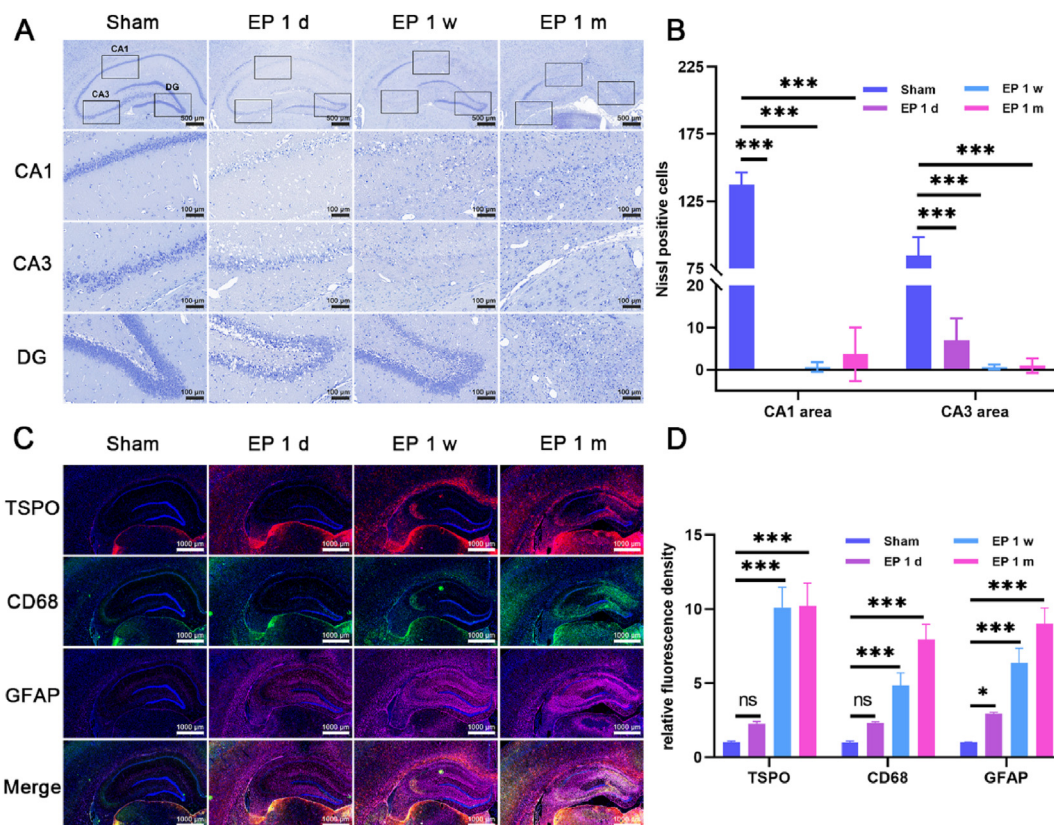 A
Sham EP 1 d EP 1 w EP 1 m
CA1
CA3 DG
500 μm 500 μm 500 μm 500 μm
CA1
100 μm 100 μm 100 μm 100 μm
CA3
100 μm 100 μm 100 μm 100 μm
DG
100 μm 100 μm 100 μm 100 μm
B
Nissl positive cells
225
175
125
75
20
10
0
Sham EP 1 w
EP 1 d EP 1 m
***
***
***
***
***
***
CA1 area CA3 area
C
Sham EP 1 d EP 1 w EP 1 m
TSPO
1000 μm 1000 μm 1000 μm 1000 μm
CD68
1000 μm 1000 μm 1000 μm 1000 μm
GFAP
1000 μm 1000 μm 1000 μm 1000 μm
Merge
1000 μm 1000 μm 1000 μm 1000 μm
D
relative fluorescence density
15
10
5
0
Sham EP 1 w
EP 1 d EP 1 m
***
***
ns
***
***
ns
***
***
*
TSPO CD68 GFAP